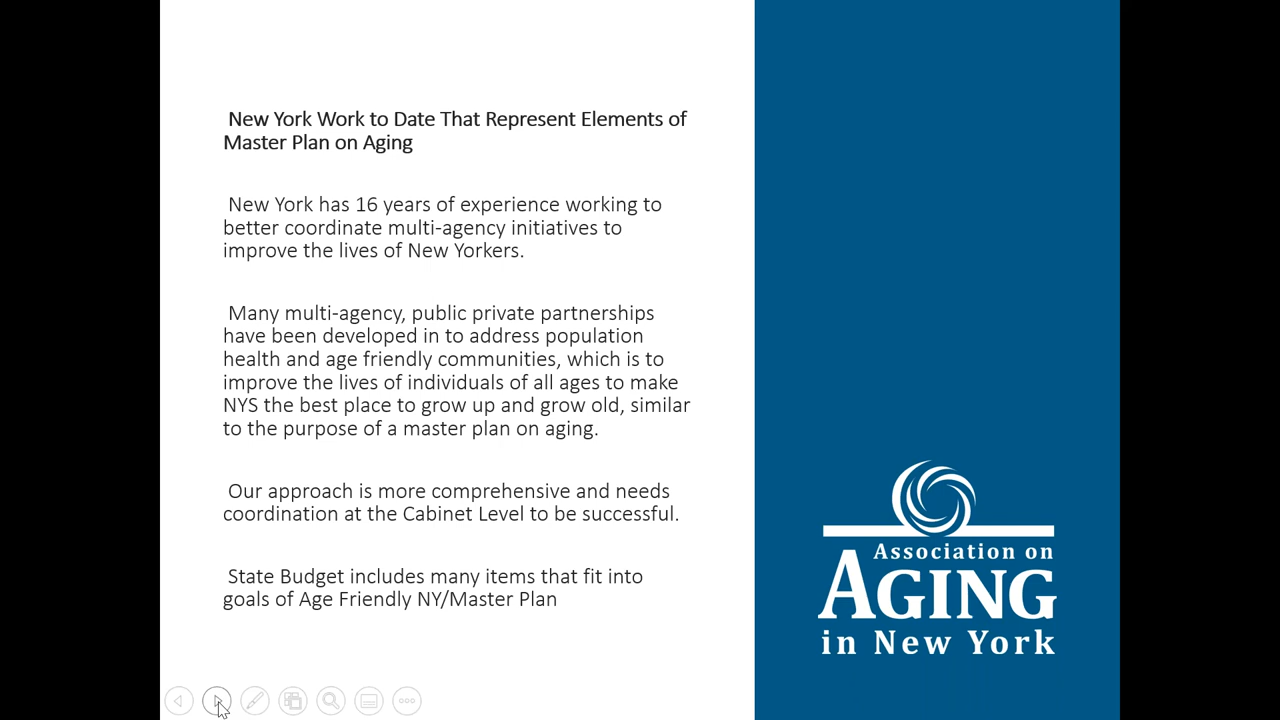 New York Work to Date That Represent Elements of
Master Plan on Aging
New York has 16 years of experience working to
better coordinate multi-agency initiatives to
improve the lives of New Yorkers.
Many multi-agency, public private partnerships
have been developed in to address population
health and age friendly communities, which is to
improve the lives of individuals of all ages to make
NYS the best place to grow up and grow old, similar
to the purpose of a master plan on aging.
Our approach is more comprehensive and needs
coordination at the Cabinet Level to be successful.
State Budget includes many items that fit into
goals of Age Friendly NY/Master Plan
Association on
AGING
in New York